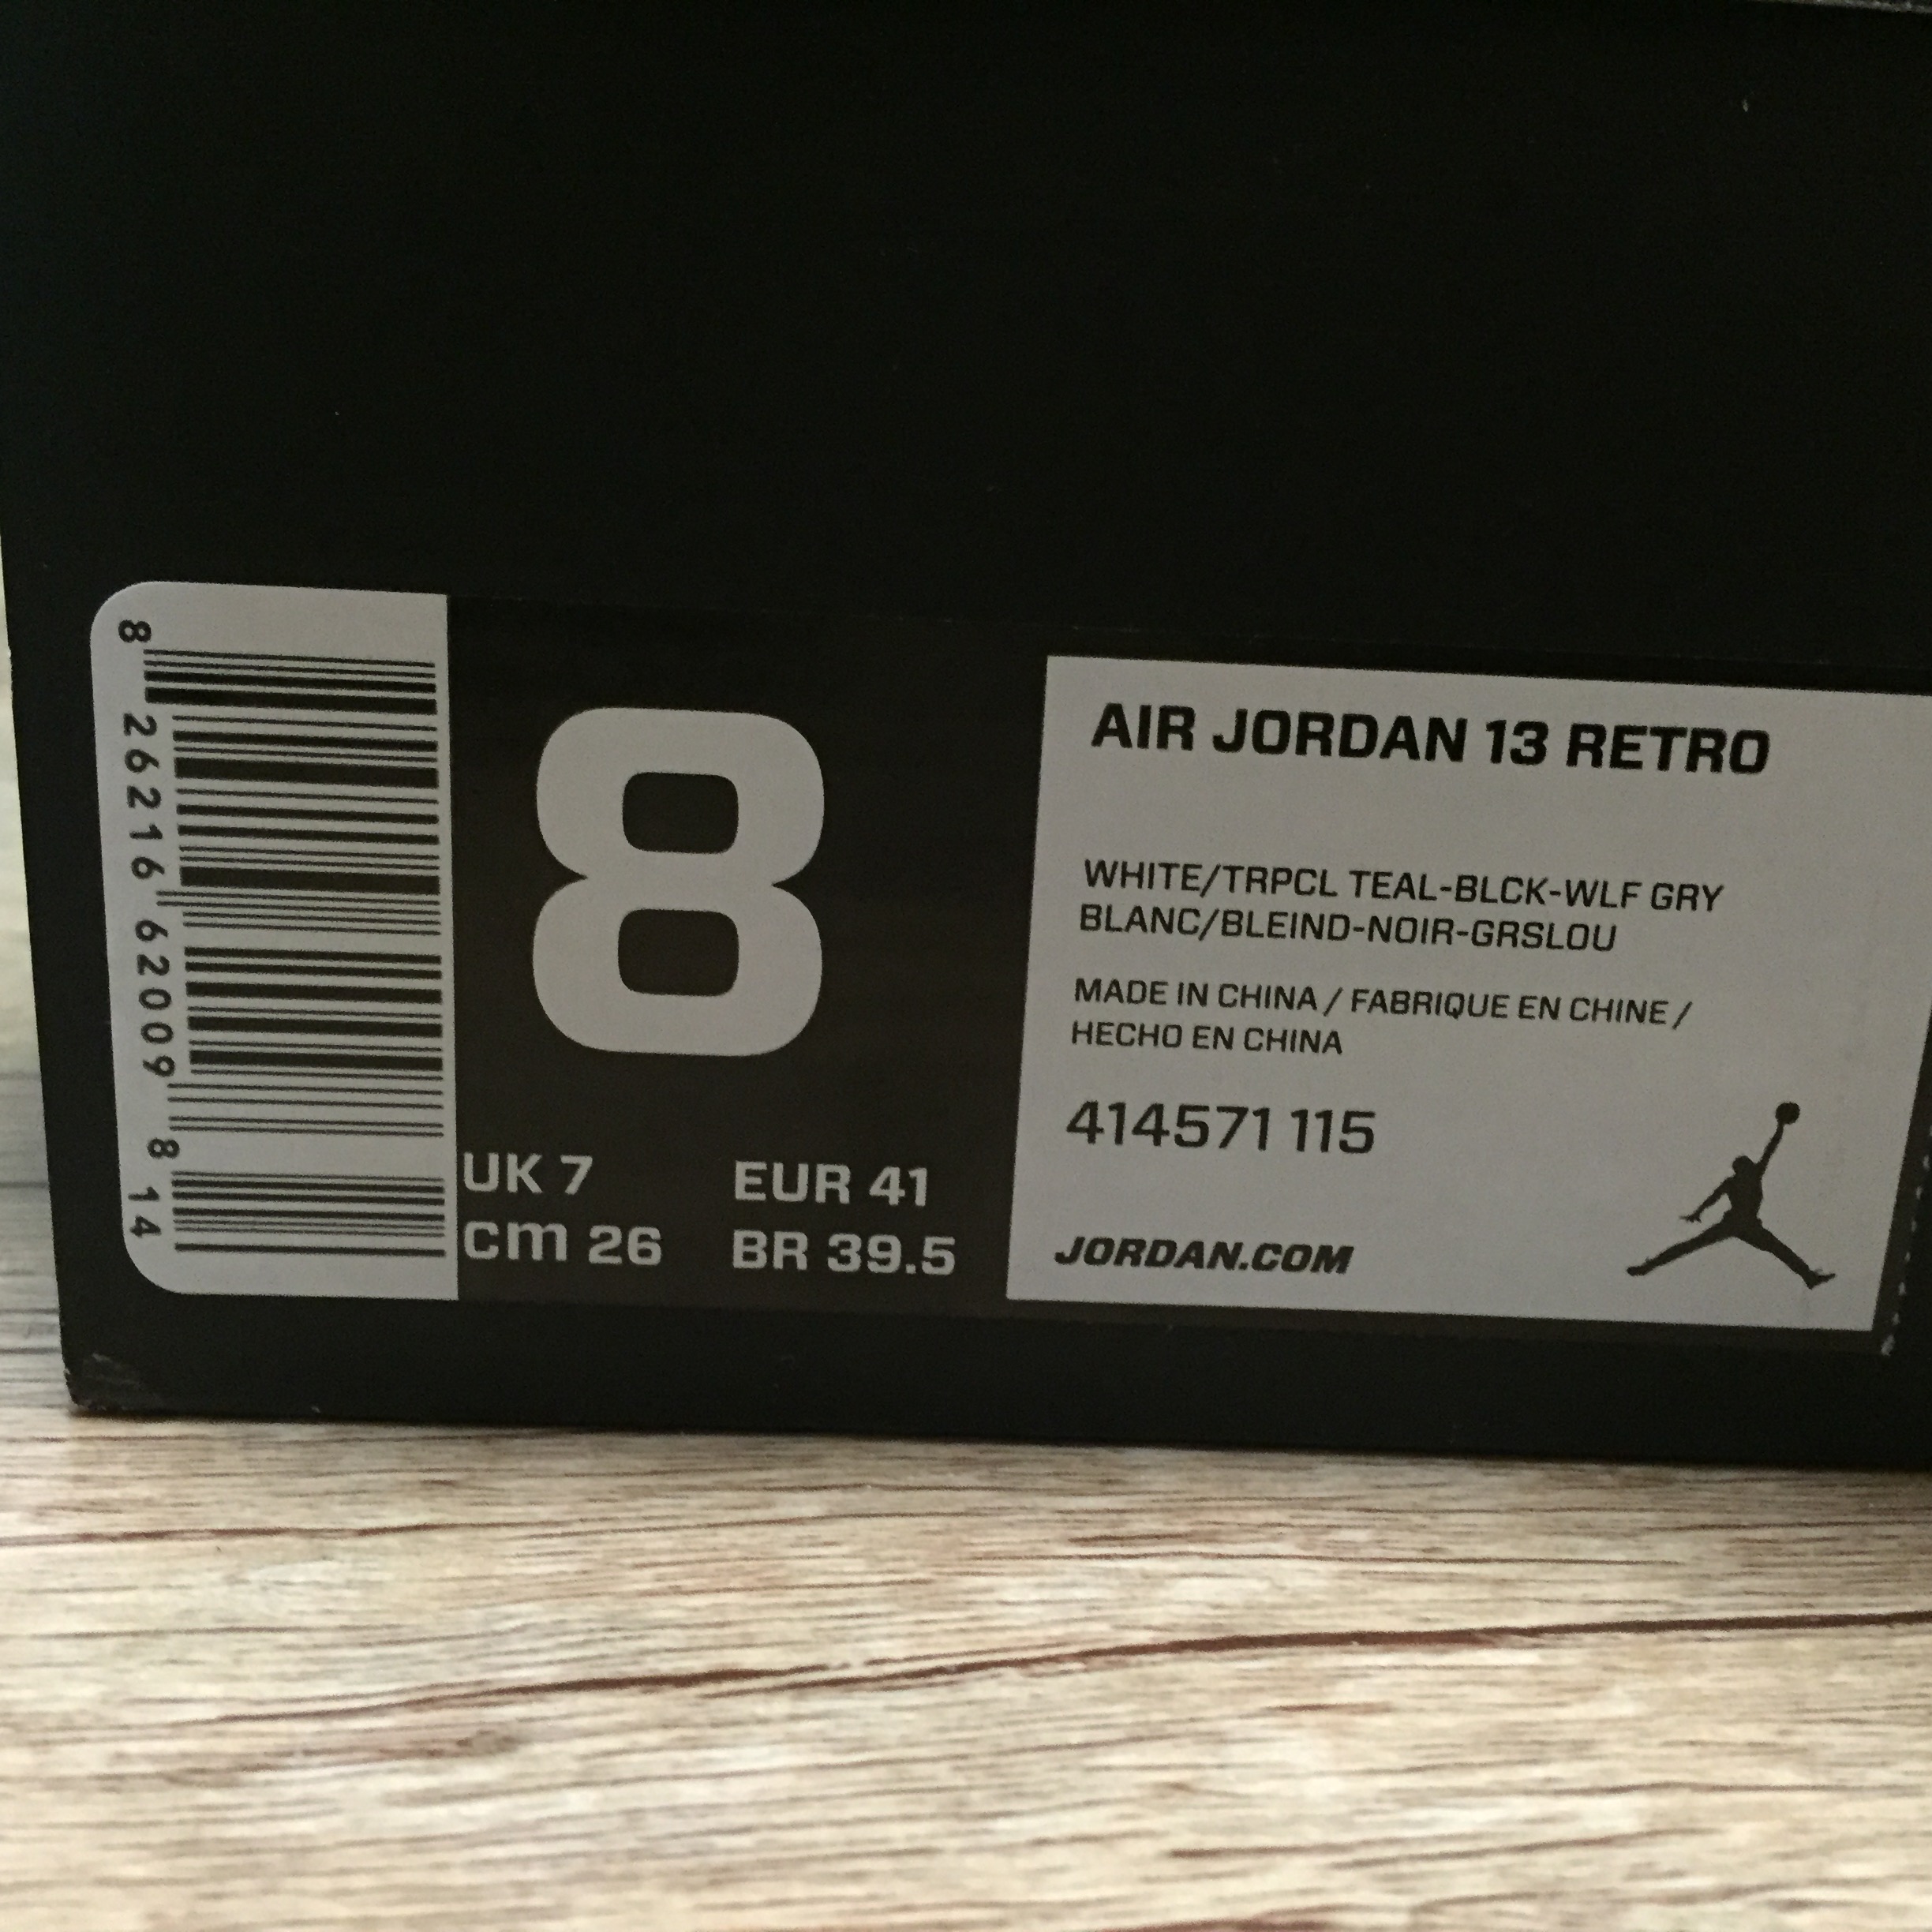 8 26216 62009 8 14
8
UK 7 EUR 41
cm 26 BR 39.5
AIR JORDAN 13 RETRO
WHITE/TRPCL TEAL-BLCK-WLF GRY
BLANC/BLEIND-NOIR-GRSLOU
MADE IN CHINA / FABRIQUE EN CHINE /
HECHO EN CHINA
414571 115
JORDAN.COM